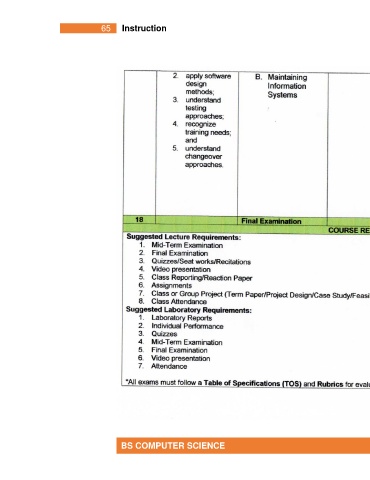 65 Instruction
2. apply software
design
methods;
3. understand
testing
approaches;
4. recognize
training needs;
and
5. understand
changeover
approaches.
B. Maintaining
Information
Systems
18 Final Examination
COURSE RE
Suggested Lecture Requirements:
1. Mid-Term Examination
2. Final Examination
3. Quizzes/Seat works/Recitations
4. Video presentation
5. Class Reporting/Reaction Paper
6. Assignments
7. Class or Group Project (Term Paper/Project Design/Case Study/Feasi
8. Class Attendance
Suggested Laboratory Requirements:
1. Laboratory Reports
2. Individual Performance
3. Quizzes
4. Mid-Term Examination
5. Final Examination
6. Video presentation
7. Attendance
*All exams must follow a Table of Specifications (TOS) and Rubrics for evalu
BS COMPUTER SCIENCE